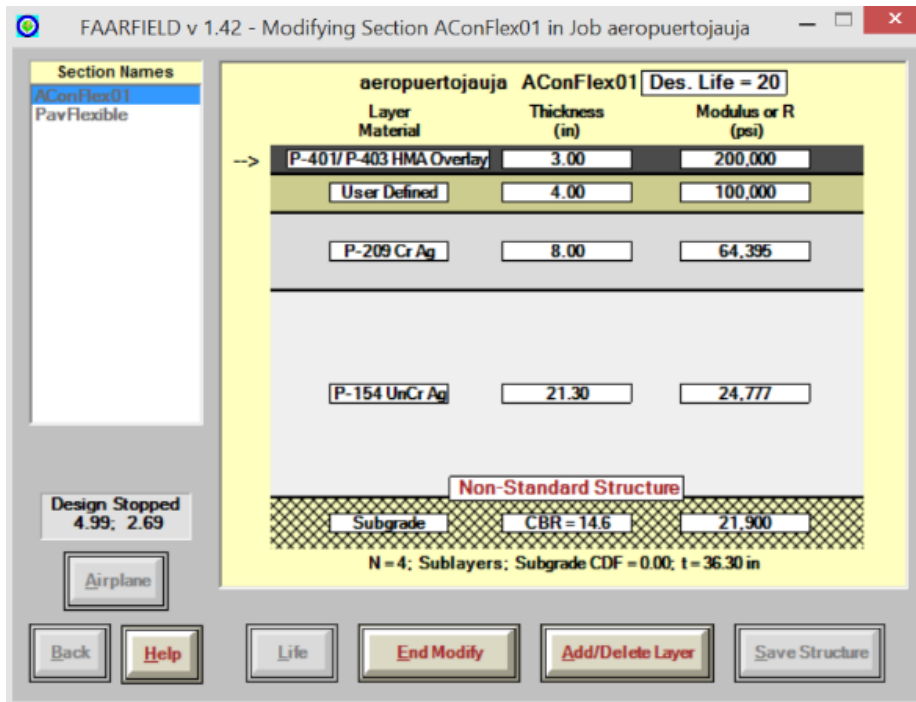 FAARFIELD v 1.42 - Modifying Section AConFlex01 in Job aeropuertojauja
Section Names
AConFlex01
PavFlexible
aeropuertojauja AConFlex01 Des. Life = 20
Layer Material Thickness (in) Modulus or R (psi)
--> P-401/ P-403 HMA Overlay 3.00 200,000
User Defined 4.00 100,000
P-209 Cr Ag 8.00 64,395
P-154 UnCr Ag 21.30 24,777
Non-Standard Structure
Subgrade CBR = 14.6 21,900
N = 4; Sublayers; Subgrade CDF = 0.00; t = 36.30 in
Design Stopped
4.99; 2.69
Airplane
Back Help Life End Modify Add/Delete Layer Save Structure